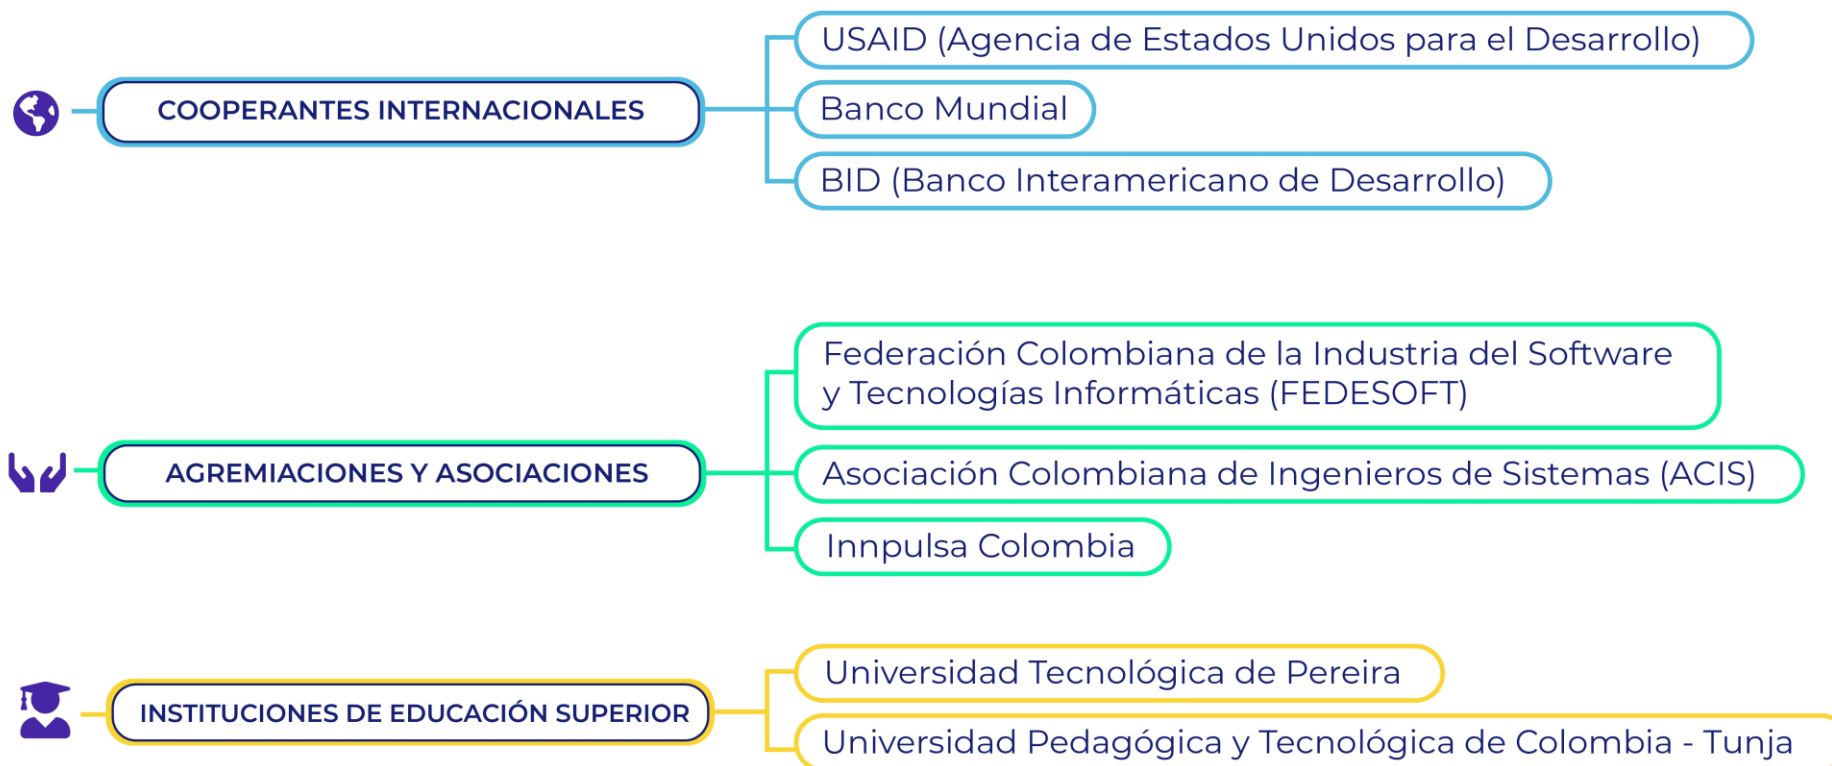 COOPERANTES INTERNACIONALES
USAID (Agencia de Estados Unidos para el Desarrollo)
Banco Mundial
BID (Banco Interamericano de Desarrollo)
AGREMIACIONES Y ASOCIACIONES
Federación Colombiana de la Industria del Software
y Tecnologías Informáticas (FEDESOFT)
Asociación Colombiana de Ingenieros de Sistemas (ACIS)
Innpulsa Colombia
INSTITUCIONES DE EDUCACIÓN SUPERIOR
Universidad Tecnológica de Pereira
Universidad Pedagógica y Tecnológica de Colombia - Tunja